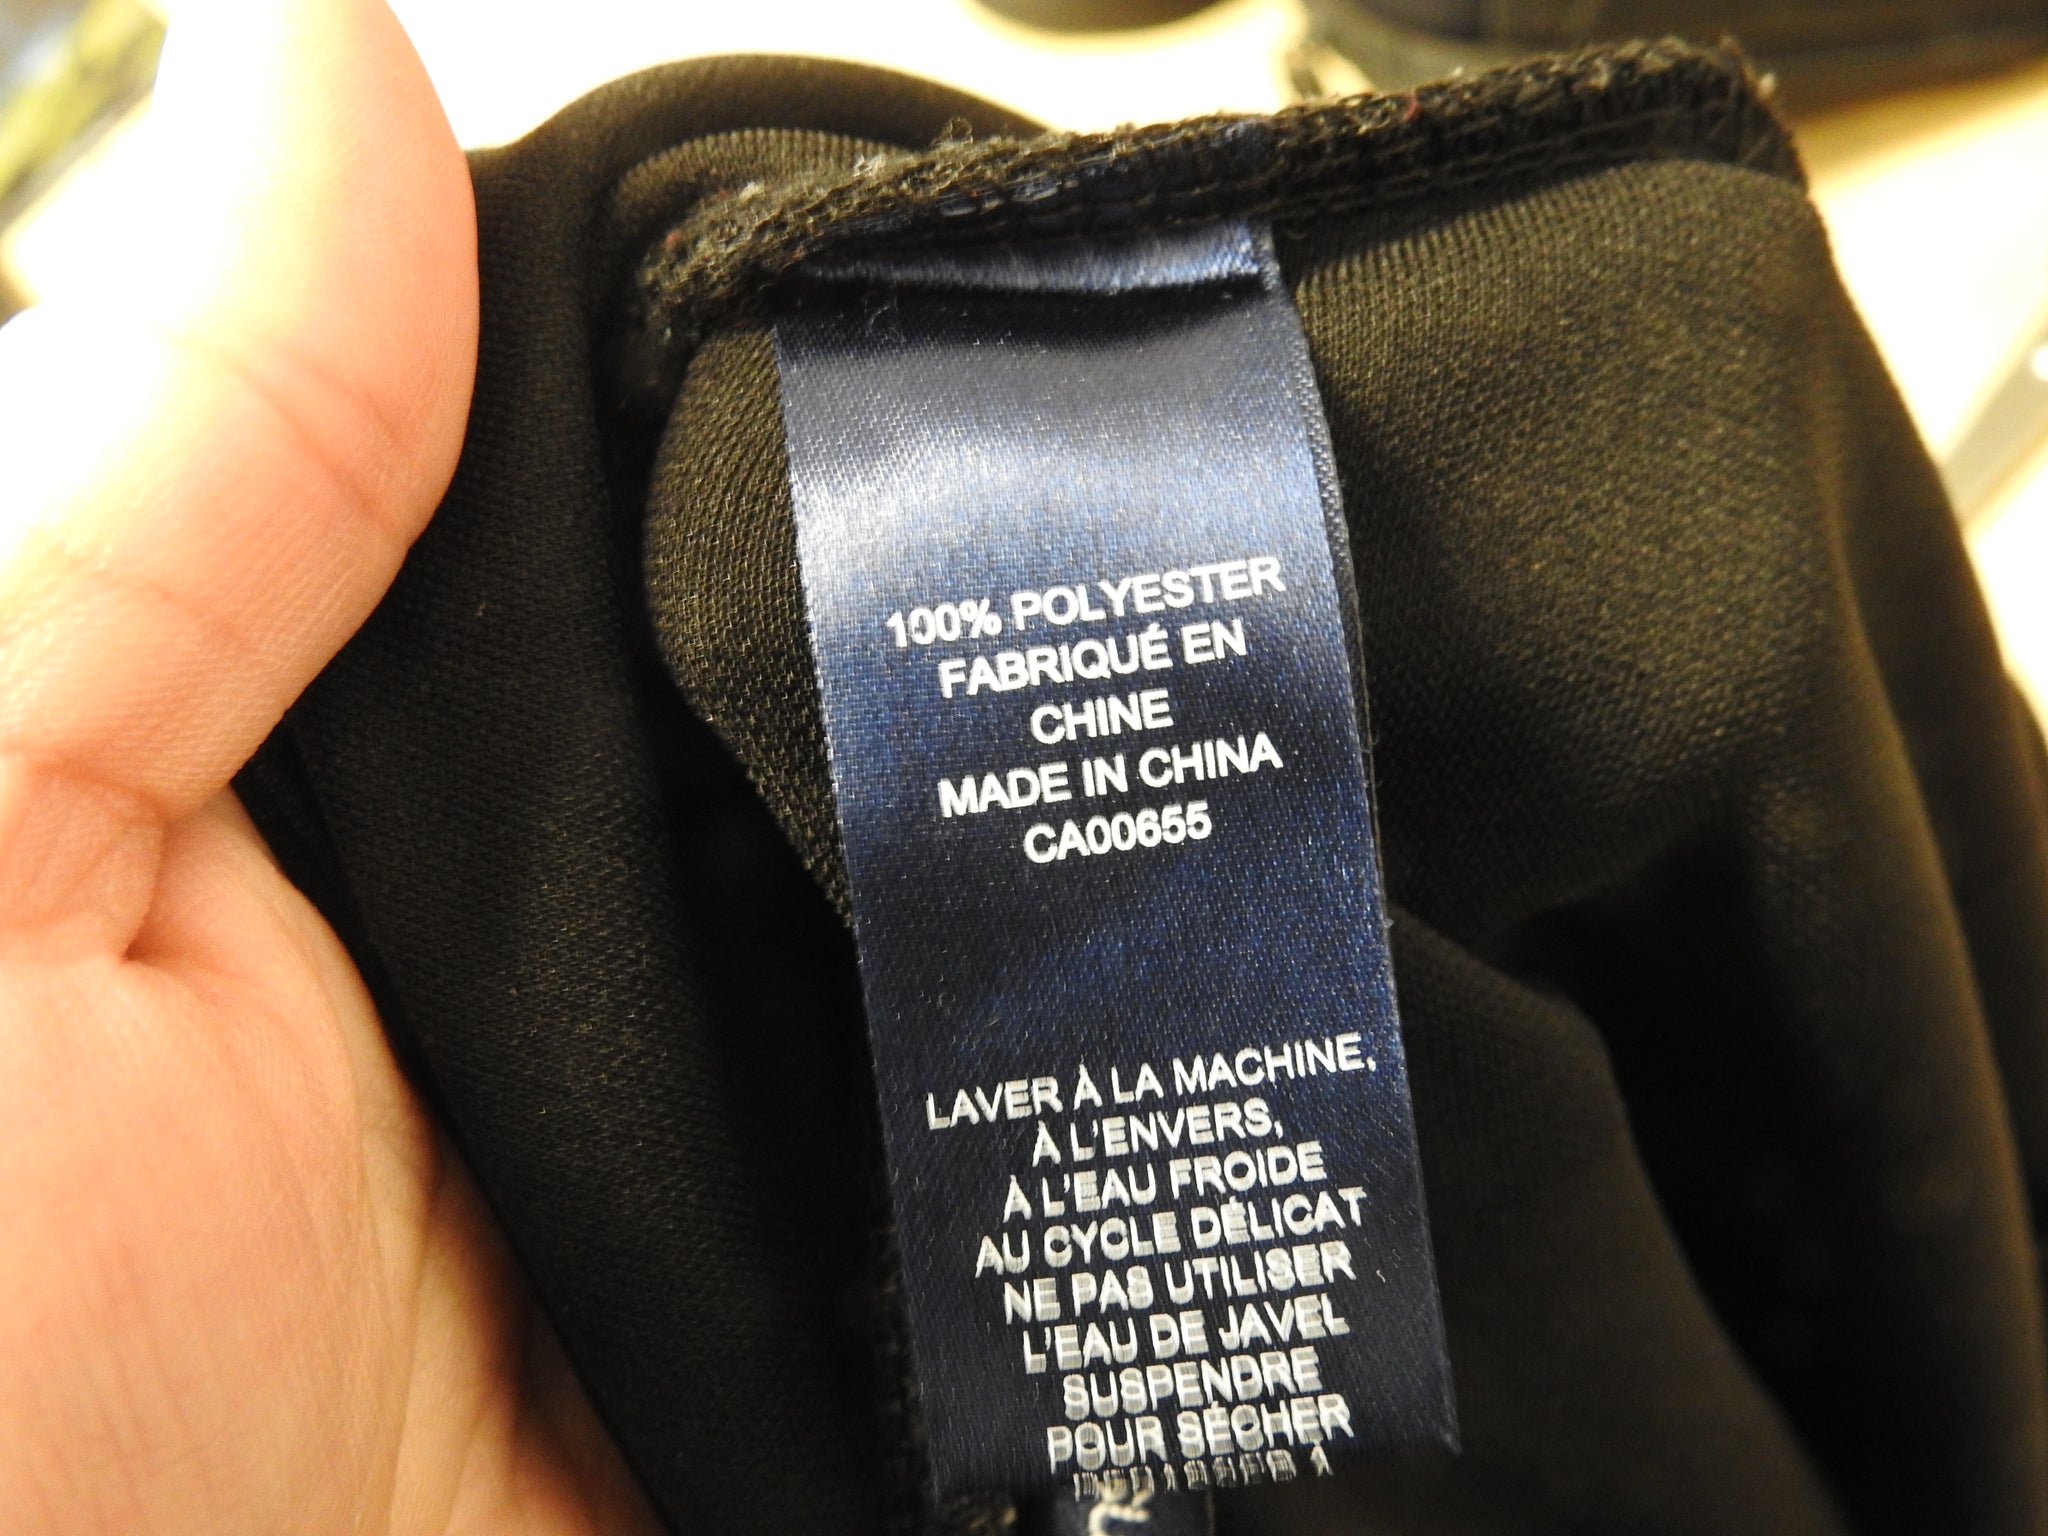 100% POLYESTER
FABRIQUÉ EN
CHINE
MADE IN CHINA
CA00655
LAVER À LA MACHINE,
À L'ENVERS,
À L'EAU FROIDE
AU CYCLE DÉLICAT
NE PAS UTILISER
L'EAU DE JAVEL
SUSPENDRE
POUR SÉCHER